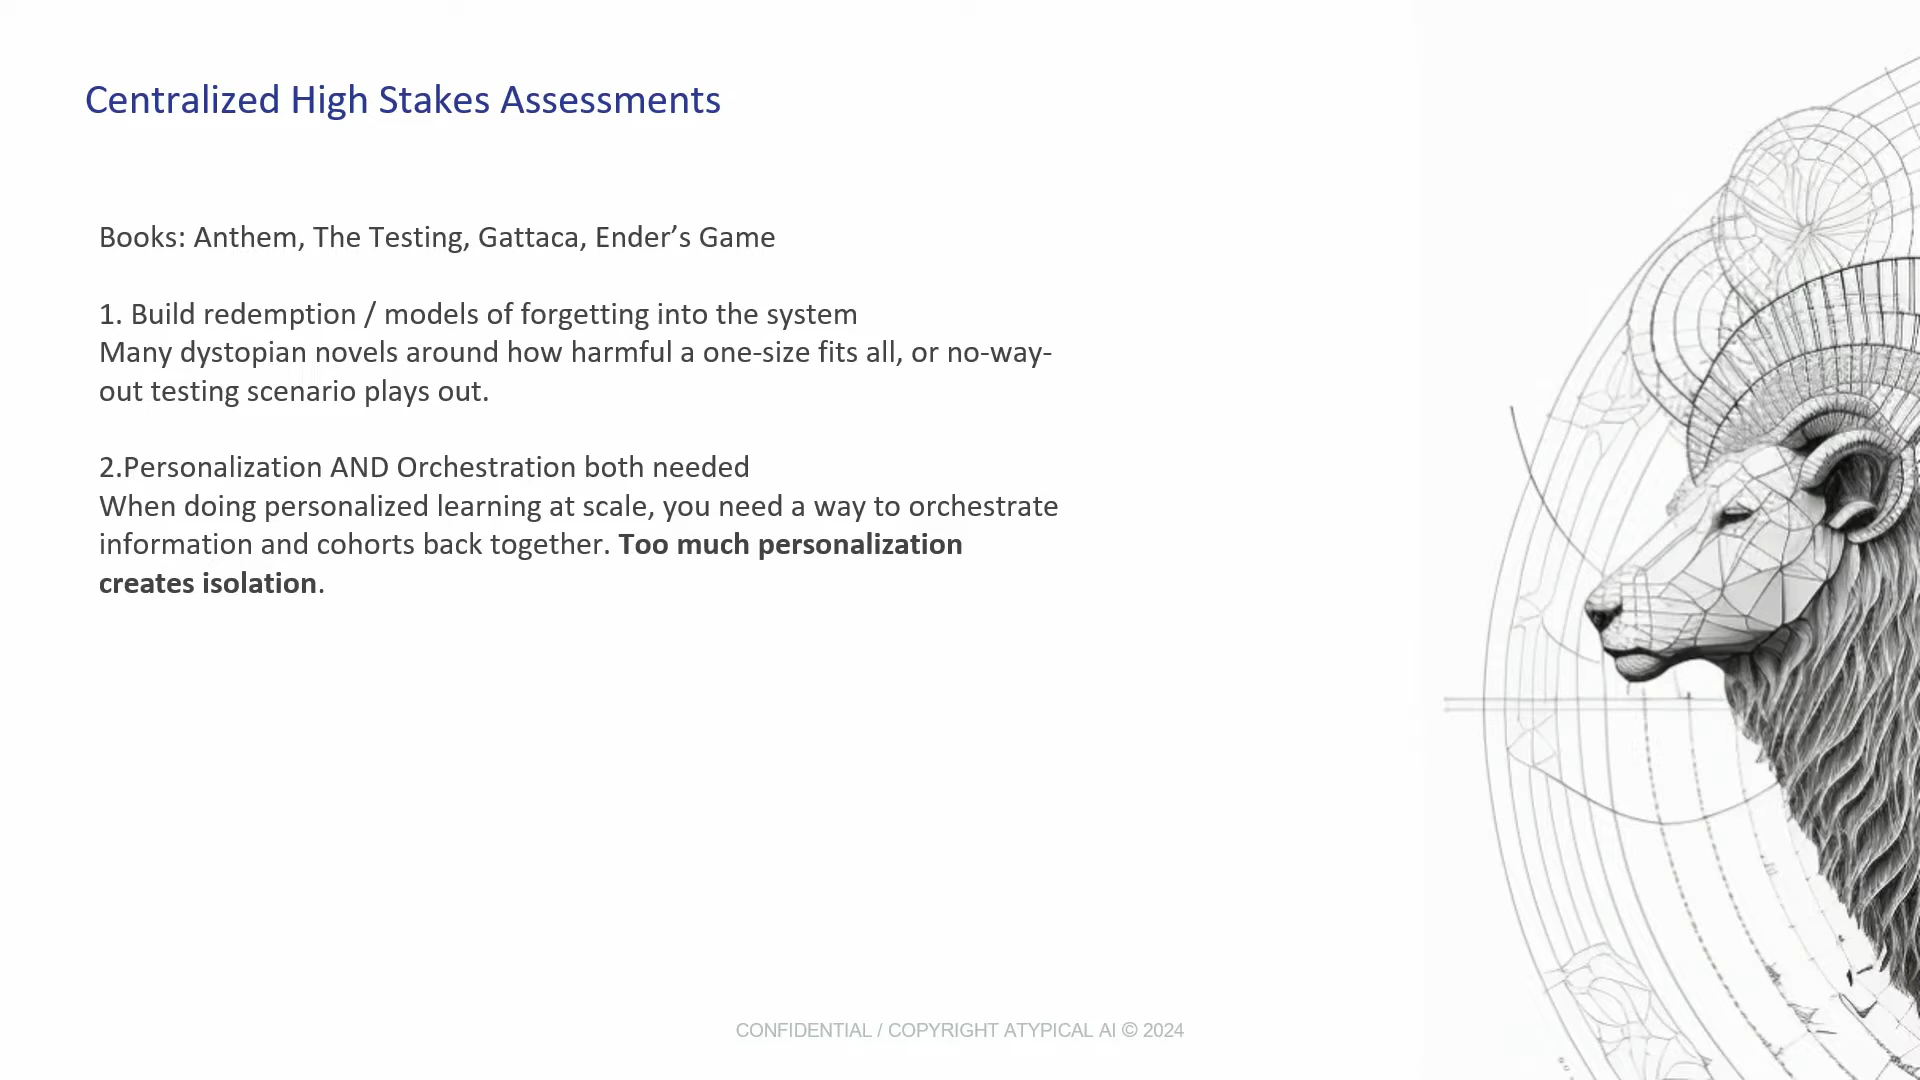 Centralized High Stakes Assessments
Books: Anthem, The Testing, Gattaca, Ender’s Game
1. Build redemption / models of forgetting into the system
Many dystopian novels around how harmful a one-size fits all, or no-way-
out testing scenario plays out.
2.Personalization AND Orchestration both needed
When doing personalized learning at scale, you need a way to orchestrate
information and cohorts back together. Too much personalization
creates isolation.
CONFIDENTIAL / COPYRIGHT ATYPICAL AI © 2024